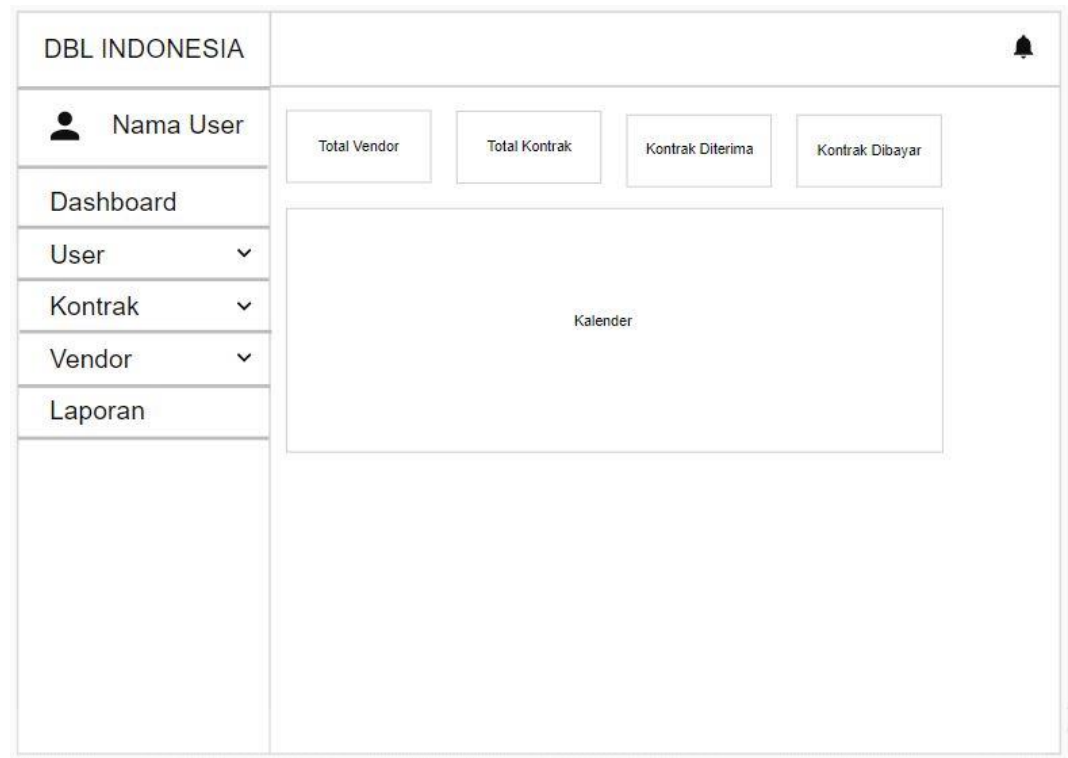 DBL INDONESIA
Nama User
Dashboard
User
Kontrak
Vendor
Laporan
Total Vendor
Total Kontrak
Kontrak Diterima
Kontrak Dibayar
Kalender